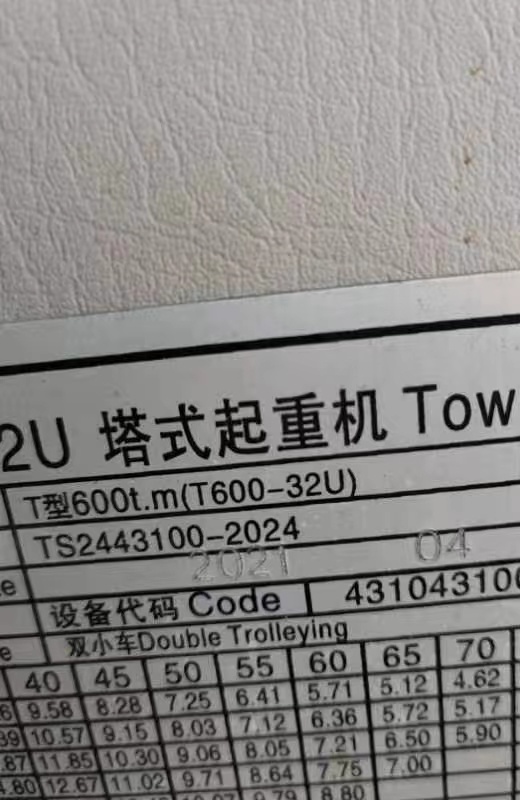 2U 塔式起重机 Tow
T型600t.m(T600-32U)
TS2443100-2024
2021 04
设备代码 Code 431043100
双小车Double Trolleying
40 45 50 55 60 65 70
9.58 8.28 7.25 6.41 5.71 5.12 4.62
10.57 9.15 8.03 7.12 6.36 5.72 5.17
11.85 10.30 9.06 8.05 7.21 6.50 5.90
12.67 11.02 9.71 8.64 7.75 7.00
8.80